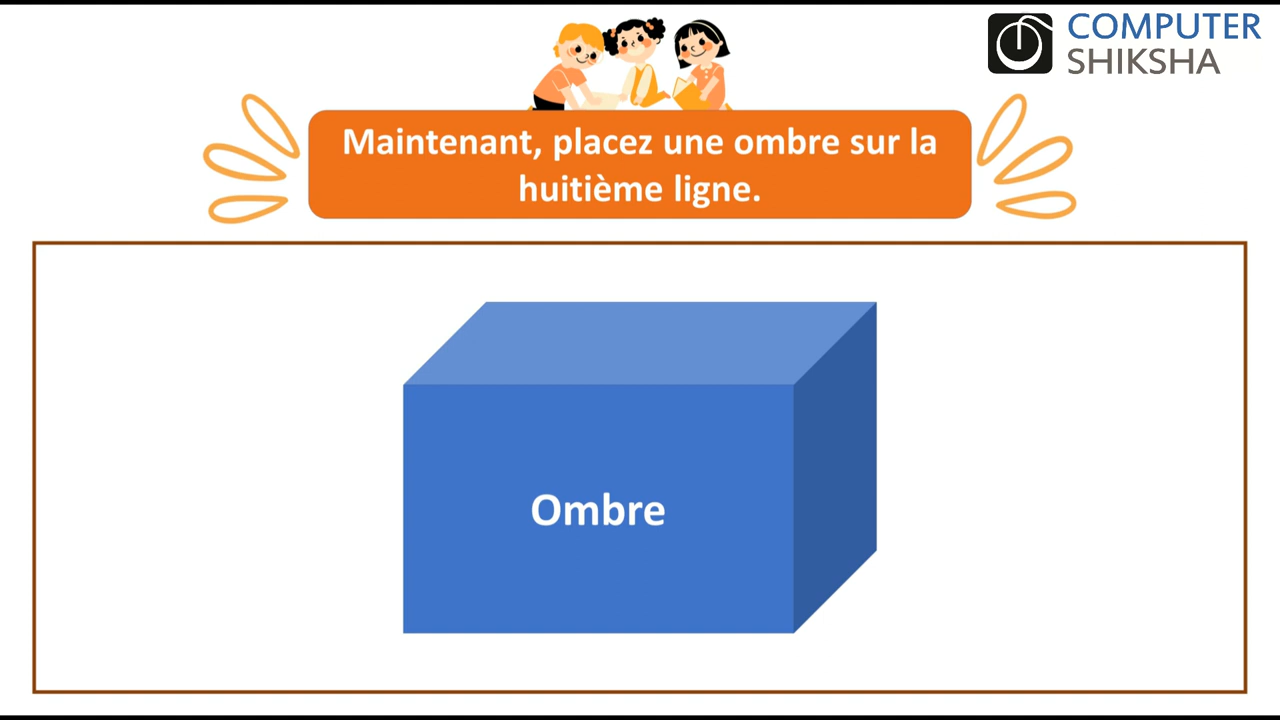 COMPUTER
SHIKSHA
Maintenant, placez une ombre sur la
huitième ligne.
Ombre